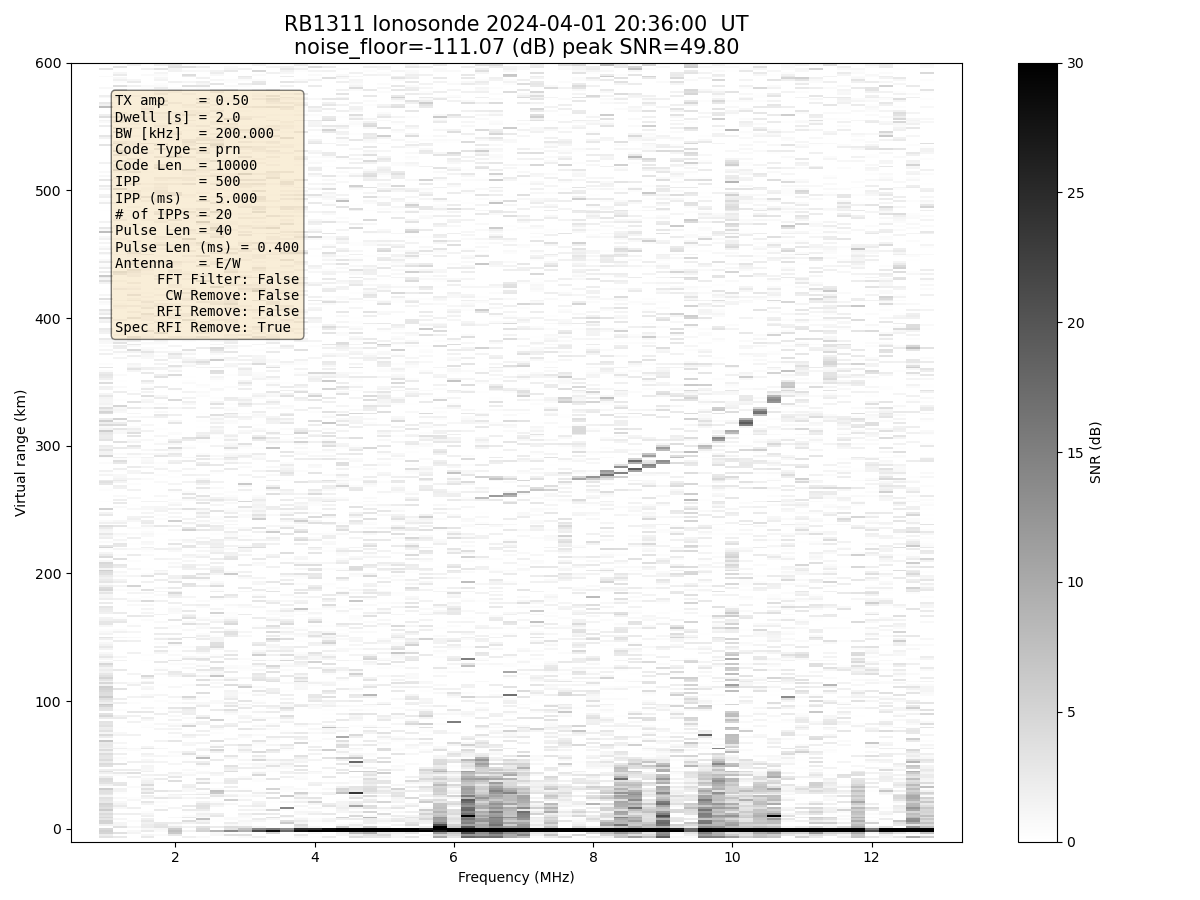 RB1311 Ionosonde 2024-04-01 20:36:00  UT
noise_floor=-111.07 (dB) peak SNR=49.80
TX amp    = 0.50
Dwell [s] = 2.0
BW [kHz]  = 200.000
Code Type = prn
Code Len  = 10000
IPP       = 500
IPP (ms)  = 5.000
# of IPPs = 20
Pulse Len = 40
Pulse Len (ms) = 0.400
Antenna   = E/W
FFT Filter: False
CW Remove: False
RFI Remove: False
Spec RFI Remove: True
Virtual range (km)
600
500
400
300
200
100
0
2
4
6
8
10
12
Frequency (MHz)
30
25
20
15
10
5
0
SNR (dB)